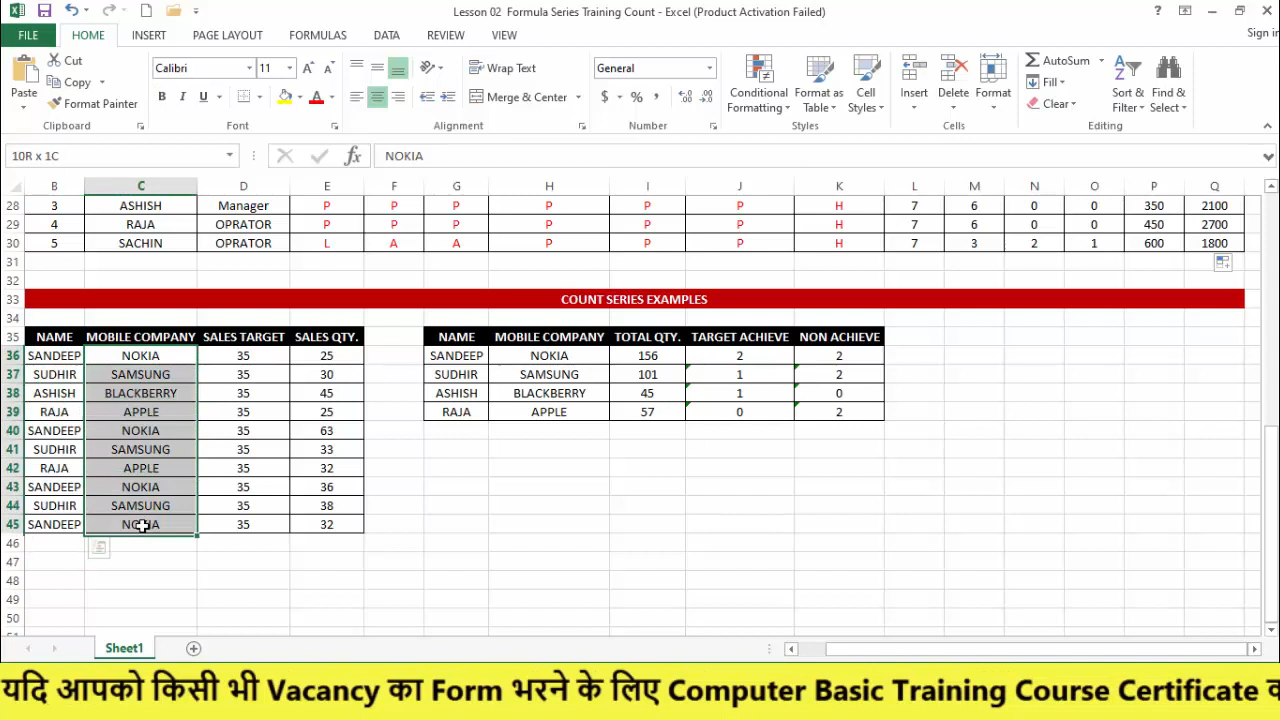 Lesson 02 Formula Series Training Count - Excel (Product Activation Failed)
Sign in
FILE HOME INSERT PAGE LAYOUT FORMULAS DATA REVIEW VIEW
Cut
Copy
Format Painter
Paste
Clipboard
Calibri 11
B I U
Font
Wrap Text
Merge & Center
Alignment
General
$ % ,
Number
Conditional Formatting
Format as Table
Cell Styles
Styles
Insert Delete Format
Cells
AutoSum
Fill
Clear
Sort & Filter
Find & Select
Editing
10R x 1C fx NOKIA
B C D E F G H I J K L M N O P Q
28 3 ASHISH Manager P P P P P P H 7 6 0 0 350 2100
29 4 RAJA OPRATOR P P P P P P H 7 6 0 0 450 2700
30 5 SACHIN OPRATOR L A A P P P H 7 3 2 1 600 1800
31
32
33 COUNT SERIES EXAMPLES
34
35 NAME MOBILE COMPANY SALES TARGET SALES QTY. NAME MOBILE COMPANY TOTAL QTY. TARGET ACHIEVE NON ACHIEVE
36 SANDEEP NOKIA 35 25 SANDEEP NOKIA 156 2 2
37 SUDHIR SAMSUNG 35 30 SUDHIR SAMSUNG 101 1 2
38 ASHISH BLACKBERRY 35 45 ASHISH BLACKBERRY 45 1 0
39 RAJA APPLE 35 25 RAJA APPLE 57 0 2
40 SANDEEP NOKIA 35 63
41 SUDHIR SAMSUNG 35 33
42 RAJA APPLE 35 32
43 SANDEEP NOKIA 35 36
44 SUDHIR SAMSUNG 35 38
45 SANDEEP NOKIA 35 32
46
47
48
49
50
Sheet1
यदि आपको किसी भी Vacancy का Form भरने के लिए Computer Basic Training Course Certificate